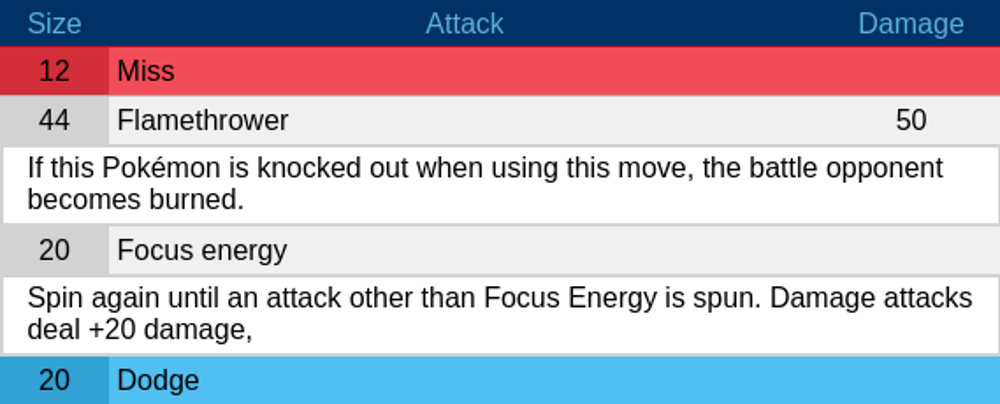 Size Attack Damage
12 Miss
44 Flamethrower 50
If this Pokémon is knocked out when using this move, the battle opponent
becomes burned.
20 Focus energy
Spin again until an attack other than Focus Energy is spun. Damage attacks
deal +20 damage,
20 Dodge